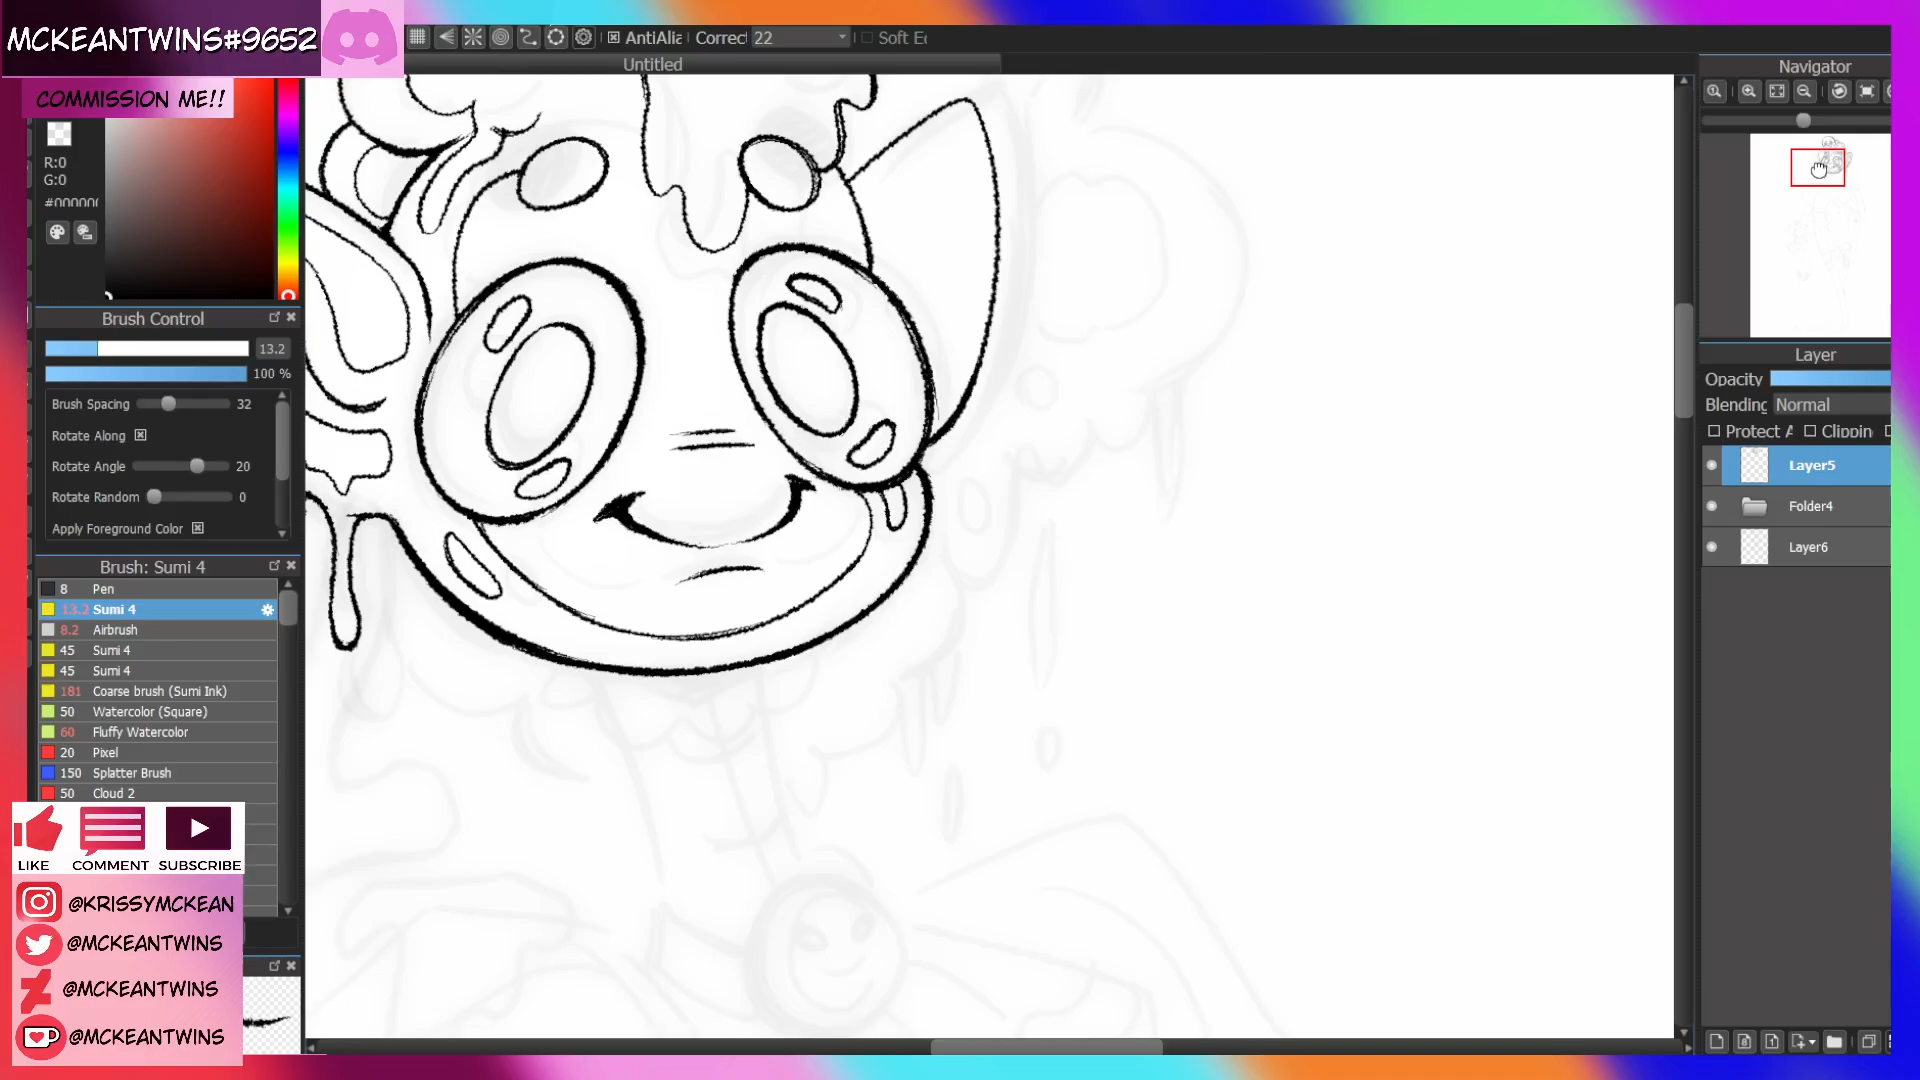 MCKEANTWINS#9652
COMMISSION ME!!
AntiAlia
Correct
22
Soft Ed
Untitled
Navigator
R:0
G:0
#000000
Brush Control
13.2
100 %
Brush Spacing
32
Rotate Along
Rotate Angle
20
Rotate Random
0
Apply Foreground Color
Brush: Sumi 4
8 Pen
13.2 Sumi 4
8.2 Airbrush
45 Sumi 4
45 Sumi 4
181 Coarse brush (Sumi Ink)
50 Watercolor (Square)
60 Fluffy Watercolor
20 Pixel
150 Splatter Brush
50 Cloud 2
LIKE COMMENT SUBSCRIBE
@KRISSYMCKEAN
@MCKEANTWINS
@MCKEANTWINS
@MCKEANTWINS
Layer
Opacity
Blending Normal
Protect A
Clipping
Layer5
Folder4
Layer6